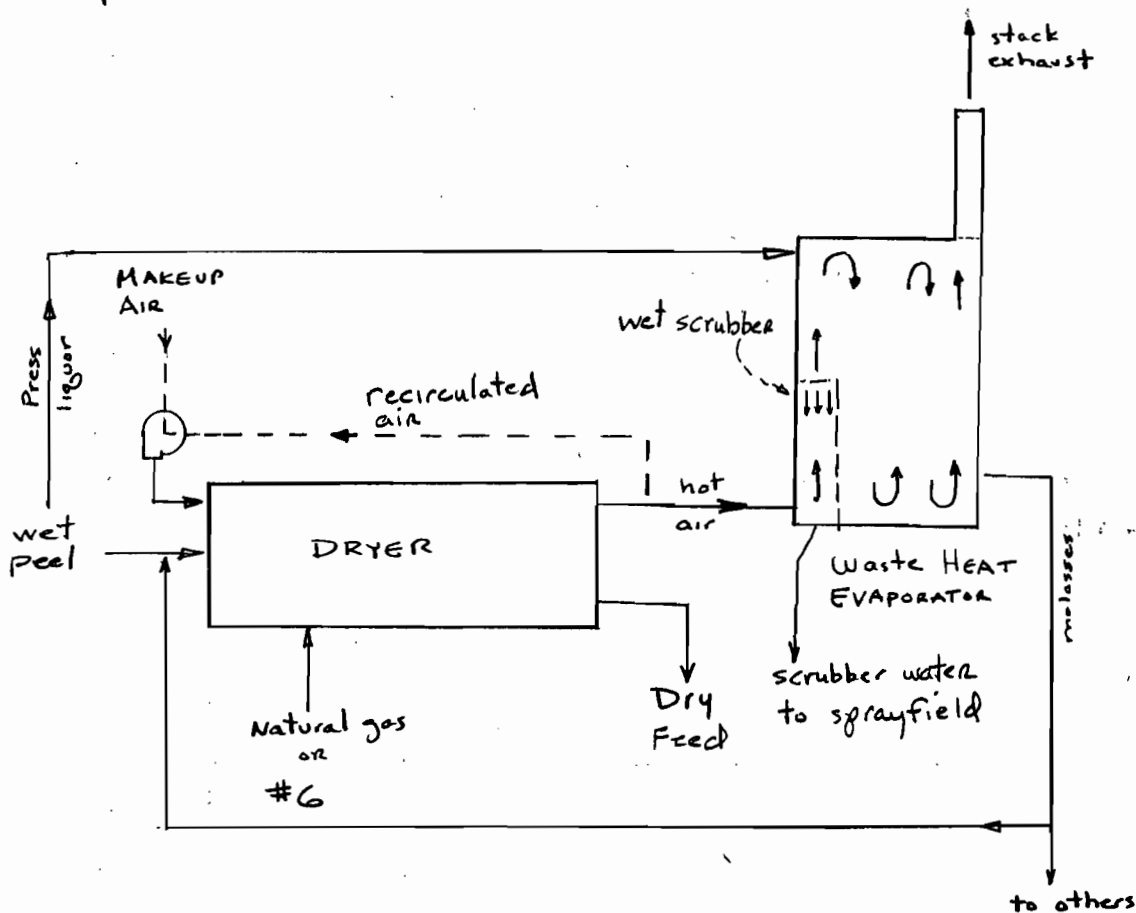 stack
exhaust
MAKEUP
AIR
Press
liquor
wet scrubber
recirculated
air
hot
air
wet
peel
DRYER
Waste HEAT
EVAPORATOR
molasses
scrubber water
to sprayfield
Dry
Feed
Natural gas
OR
#6
to others